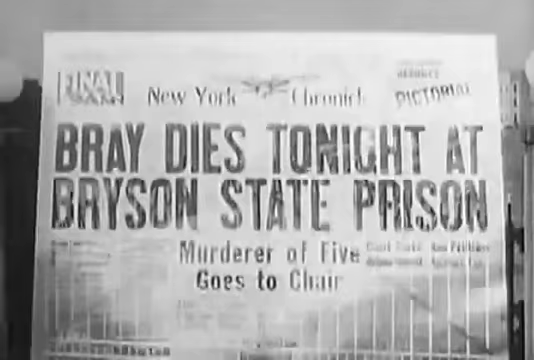 FINAL
New York Chronicle
PICTORIAL
BRAY DIES TONIGHT AT
BRYSON STATE PRISON
Murderer of Five
Goes to Chair